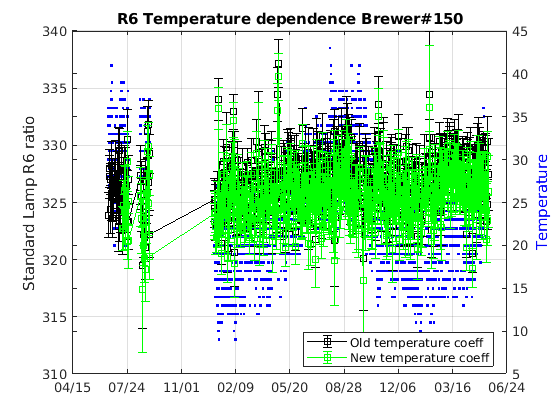 R6 Temperature dependence Brewer#150
Standard Lamp R6 ratio
340
335
330
325
320
315
310
45
40
35
30
25
20
15
10
5
Temperature
Old temperature coeff
New temperature coeff
04/15 07/24 11/01 02/09 05/20 08/28 12/06 03/16 06/24